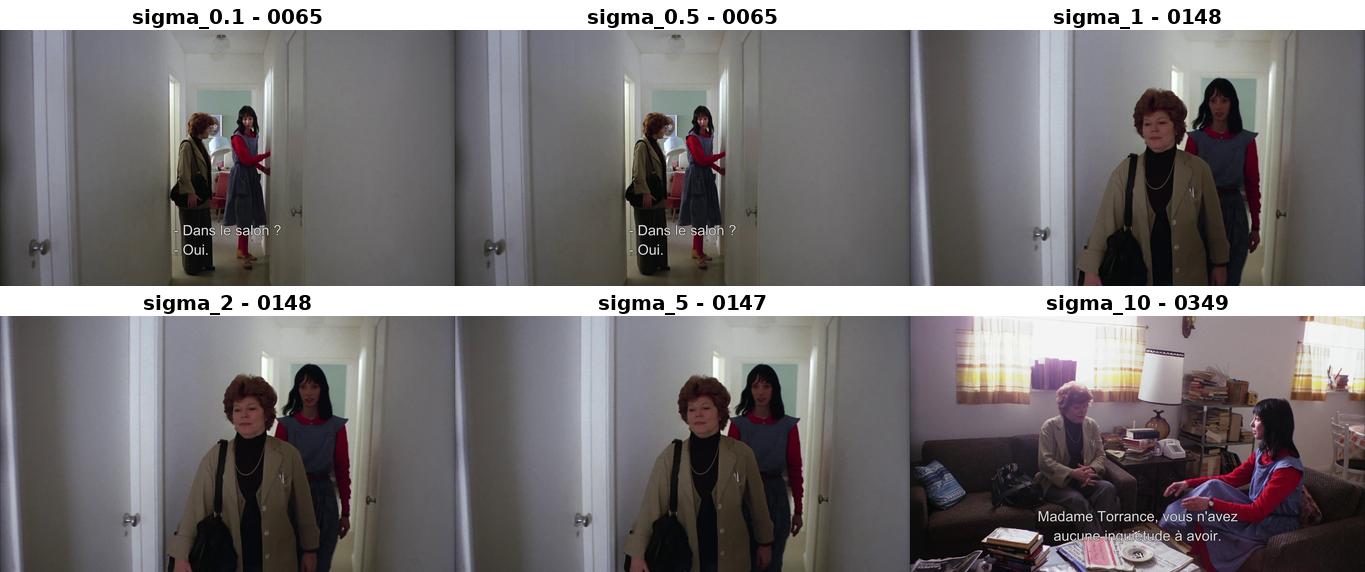 sigma_0.1 - 0065
sigma_0.5 - 0065
sigma_1 - 0148
- Dans le salon ?
- Oui.
- Dans le salon ?
- Oui.
sigma_2 - 0148
sigma_5 - 0147
sigma_10 - 0349
Madame Torrance, vous n'avez
aucune inquiétude à avoir.